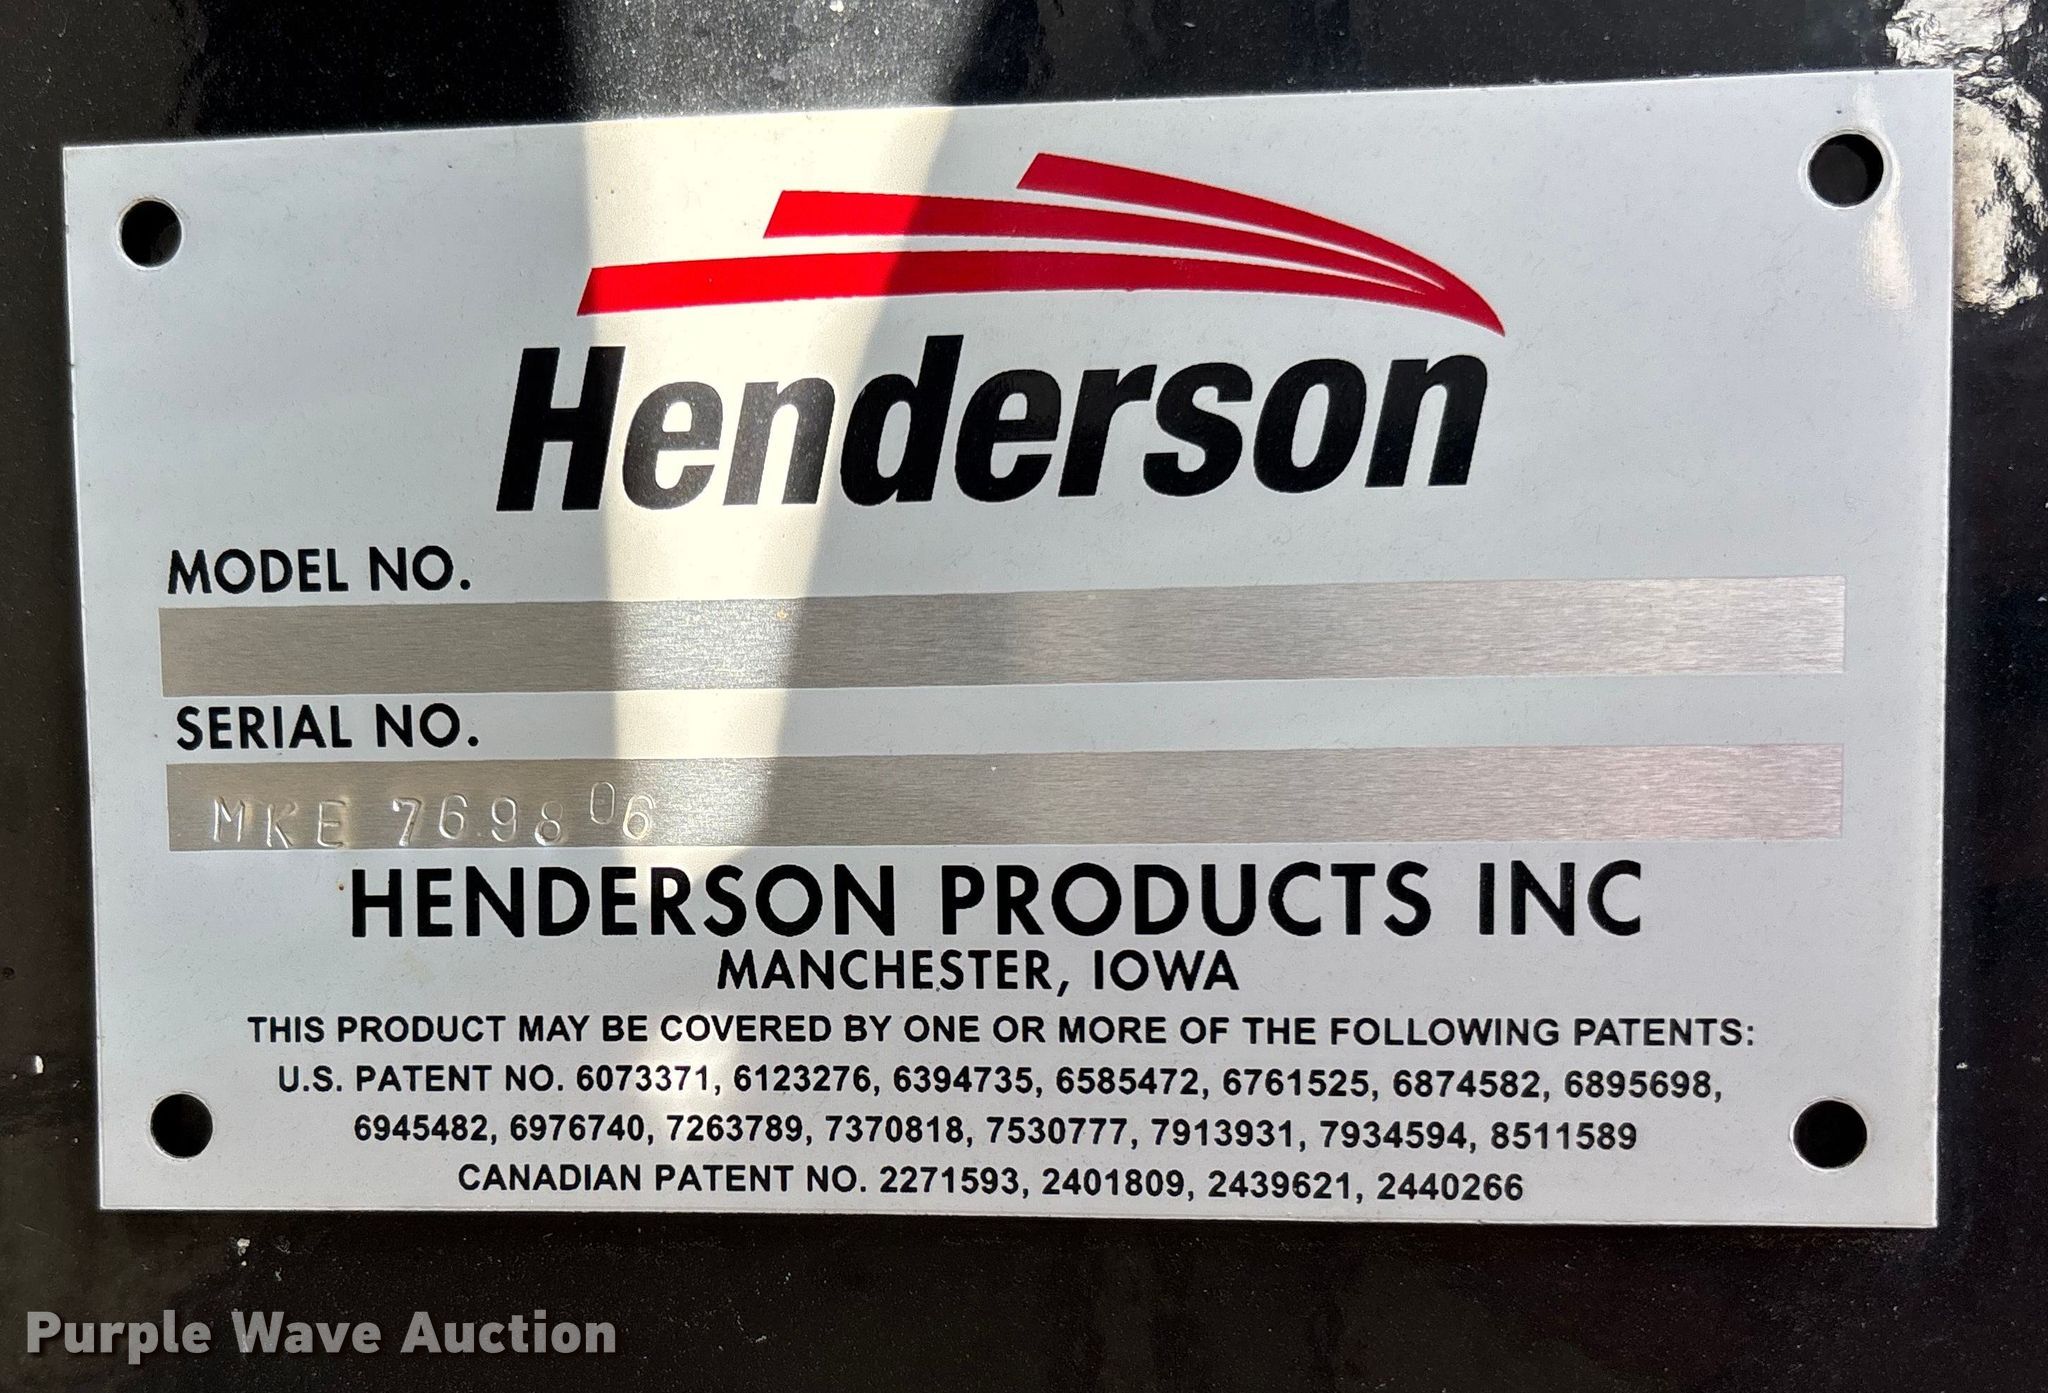 Henderson
MODEL NO.
SERIAL NO.
MKE 769806
HENDERSON PRODUCTS INC
MANCHESTER, IOWA
THIS PRODUCT MAY BE COVERED BY ONE OR MORE OF THE FOLLOWING PATENTS:
U.S. PATENT NO. 6073371, 6123276, 6394735, 6585472, 6761525, 6874582, 6895698,
6945482, 6976740, 7263789, 7370818, 7530777, 7913931, 7934594, 8511589
CANADIAN PATENT NO. 2271593, 2401809, 2439621, 2440266
Purple Wave Auction